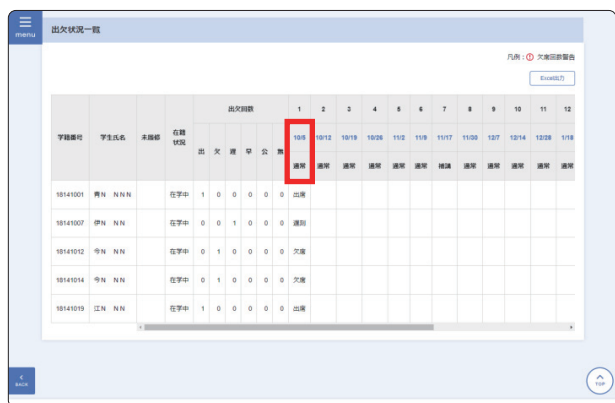 menu
出欠状況一覧
凡例：! 欠席回数警告
Excel出力
学籍番号 学生氏名 未履修 在籍状況 出欠回数 1 2 3 4 5 6 7 8 9 10 11 12
出 欠 遅 早 公 無 10/5 10/12 10/19 10/26 11/2 11/9 11/17 11/30 12/7 12/14 12/28 1/18
通常 通常 通常 通常 通常 通常 補講 通常 通常 通常 通常 通常
18141001 青N NNN 在学中 1 0 0 0 0 0 出席
18141007 伊N NN 在学中 0 0 1 0 0 0 遅刻
18141012 今N NN 在学中 0 1 0 0 0 0 欠席
18141014 今N NN 在学中 0 1 0 0 0 0 欠席
18141019 江N NN 在学中 1 0 0 0 0 0 出席
BACK
TOP